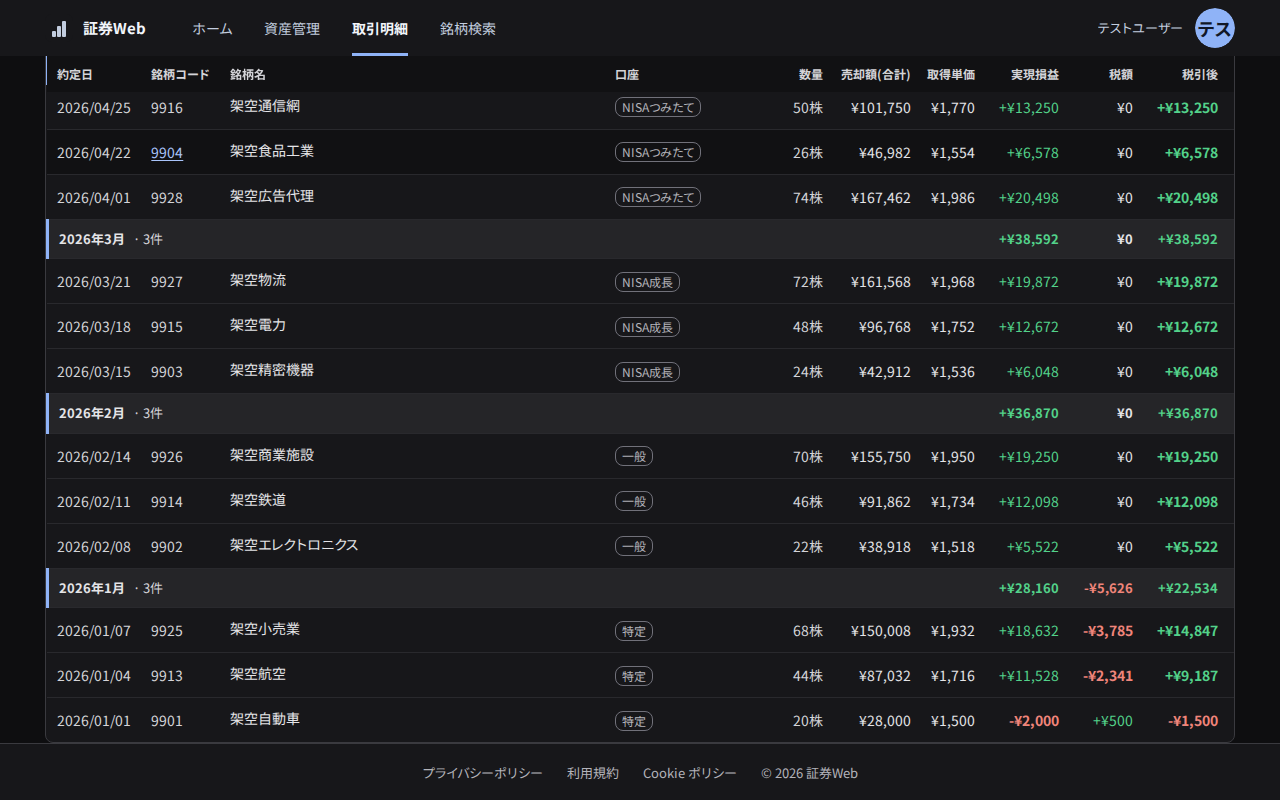 証券Web ホーム 資産管理 取引明細 銘柄検索 テストユーザー テス
約定日 銘柄コード 銘柄名 口座 数量 売却額(合計) 取得単価 実現損益 税額 税引後
2026/04/25 9916 架空通信網 NISAつみたて 50株 ¥101,750 ¥1,770 +¥13,250 ¥0 +¥13,250
2026/04/22 9904 架空食品工業 NISAつみたて 26株 ¥46,982 ¥1,554 +¥6,578 ¥0 +¥6,578
2026/04/01 9928 架空広告代理 NISAつみたて 74株 ¥167,462 ¥1,986 +¥20,498 ¥0 +¥20,498
2026年3月 ・3件 +¥38,592 ¥0 +¥38,592
2026/03/21 9927 架空物流 NISA成長 72株 ¥161,568 ¥1,968 +¥19,872 ¥0 +¥19,872
2026/03/18 9915 架空電力 NISA成長 48株 ¥96,768 ¥1,752 +¥12,672 ¥0 +¥12,672
2026/03/15 9903 架空精密機器 NISA成長 24株 ¥42,912 ¥1,536 +¥6,048 ¥0 +¥6,048
2026年2月 ・3件 +¥36,870 ¥0 +¥36,870
2026/02/14 9926 架空商業施設 一般 70株 ¥155,750 ¥1,950 +¥19,250 ¥0 +¥19,250
2026/02/11 9914 架空鉄道 一般 46株 ¥91,862 ¥1,734 +¥12,098 ¥0 +¥12,098
2026/02/08 9902 架空エレクトロニクス 一般 22株 ¥38,918 ¥1,518 +¥5,522 ¥0 +¥5,522
2026年1月 ・3件 +¥28,160 -¥5,626 +¥22,534
2026/01/07 9925 架空小売業 特定 68株 ¥150,008 ¥1,932 +¥18,632 -¥3,785 +¥14,847
2026/01/04 9913 架空航空 特定 44株 ¥87,032 ¥1,716 +¥11,528 -¥2,341 +¥9,187
2026/01/01 9901 架空自動車 特定 20株 ¥28,000 ¥1,500 -¥2,000 +¥500 -¥1,500
プライバシーポリシー 利用規約 Cookie ポリシー © 2026 証券Web